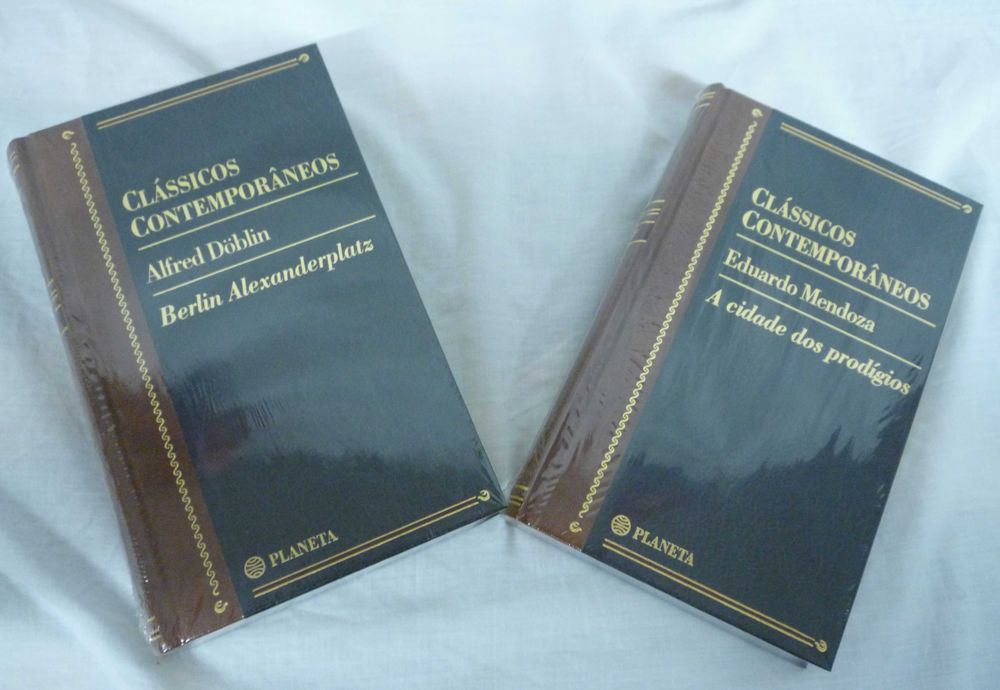 CLÁSSICOS
CONTEMPORÂNEOS
Alfred Döblin
Berlin Alexanderplatz
PLANETA
CLÁSSICOS
CONTEMPORÂNEOS
Eduardo Mendoza
A cidade dos prodígios
PLANETA